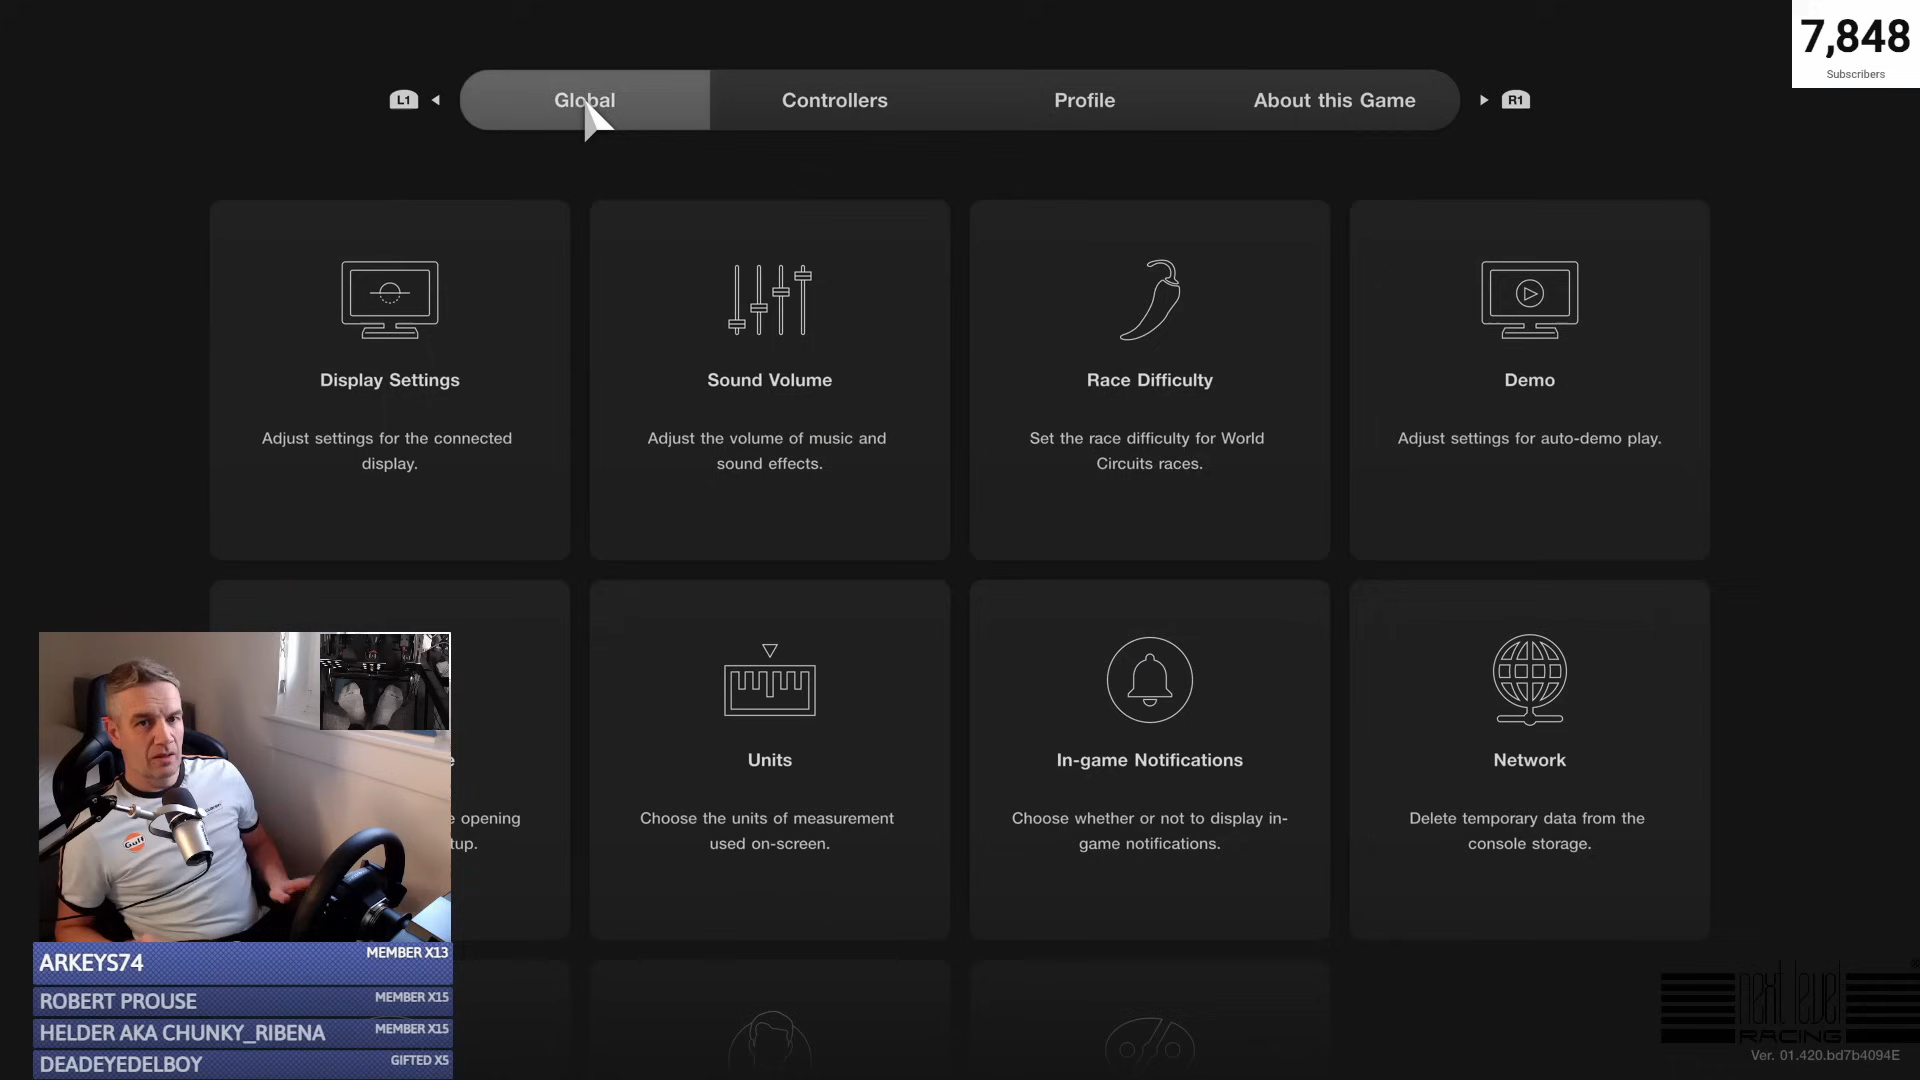 7,848
Subscribers
L1
Global
Controllers
Profile
About this Game
R1
Display Settings
Adjust settings for the connected
display.
Sound Volume
Adjust the volume of music and
sound effects.
Race Difficulty
Set the race difficulty for World
Circuits races.
Demo
Adjust settings for auto-demo play.
e
e opening
tup.
Units
Choose the units of measurement
used on-screen.
In-game Notifications
Choose whether or not to display in-
game notifications.
Network
Delete temporary data from the
console storage.
Gulf
ARKEYS74
MEMBER X13
ROBERT PROUSE
MEMBER X15
HELDER AKA CHUNKY_RIBENA
MEMBER X15
DEADEYEDELBOY
GIFTED X5
next level
RACING
Ver. 01.420.bd7b4094E